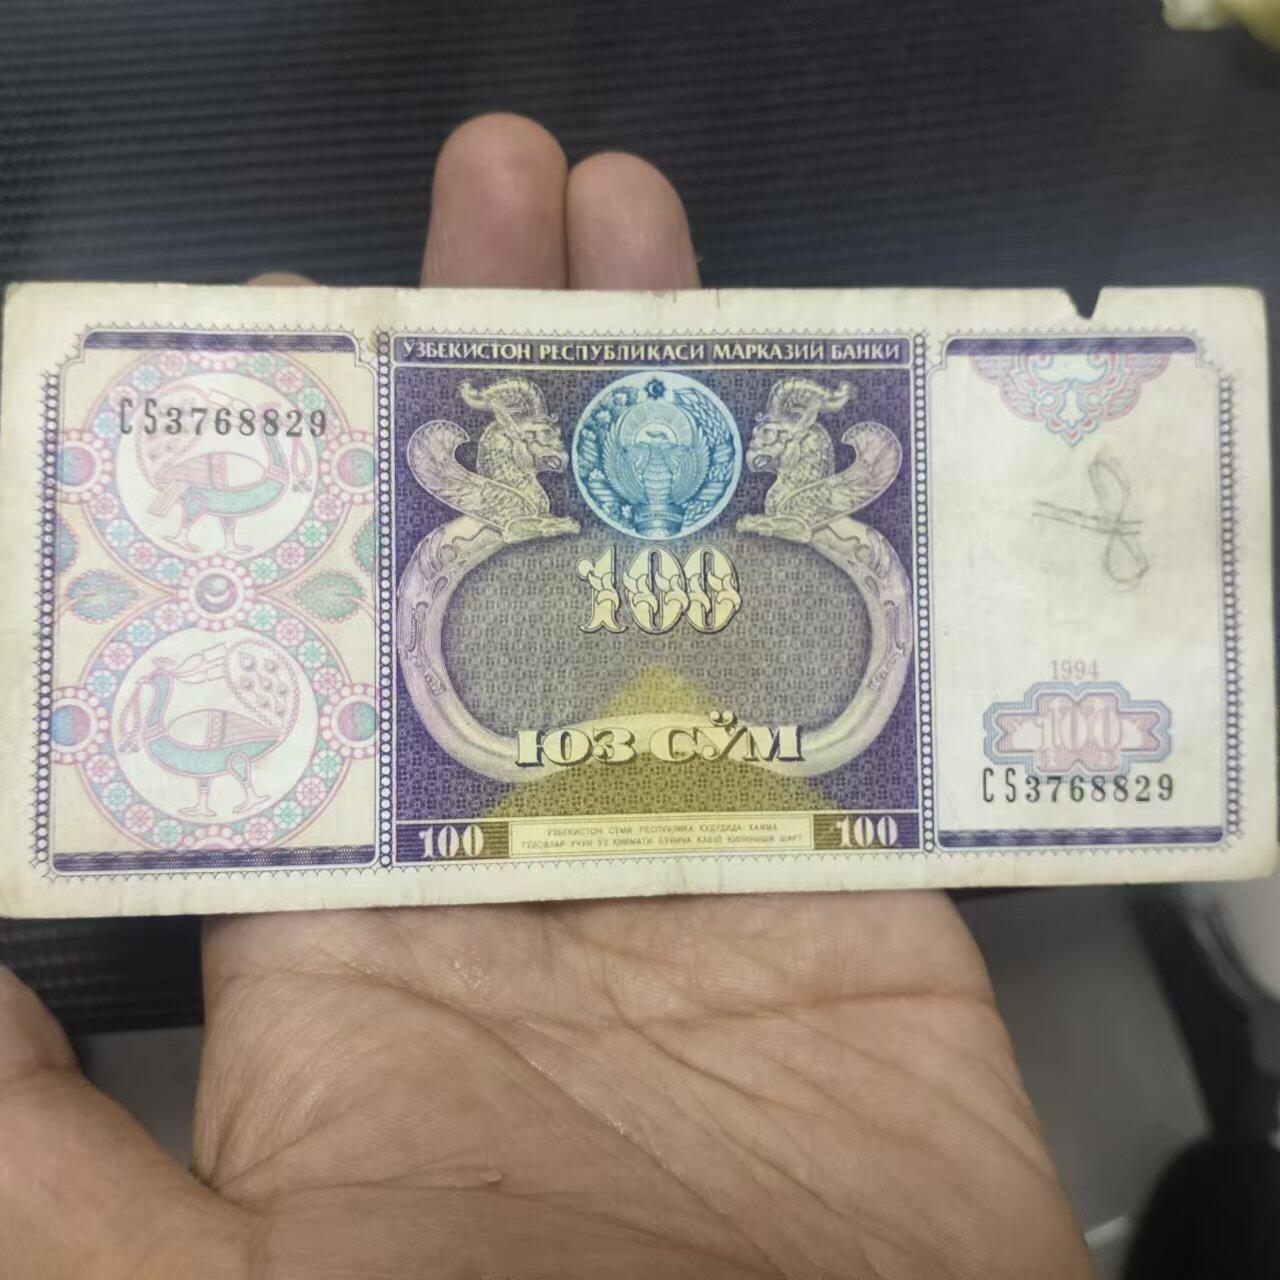 ЎЗБЕКИСТОН РЕСПУБЛИКАСИ МАРКАЗИЙ БАНКИ
CS3768829
100
ЮЗ СЎМ
1994
100
CS3768829
100
ЎЗБЕКИСТОН СЎМИ РЕСПУБЛИКА ҲУДУДИДА ҲАММА
ТЎЛОВЛАР УЧУН ЎЗ ҚИЙМАТИ БЎЙИЧА ҚАБУЛ ҚИЛИНИШИ ШАРТ
100